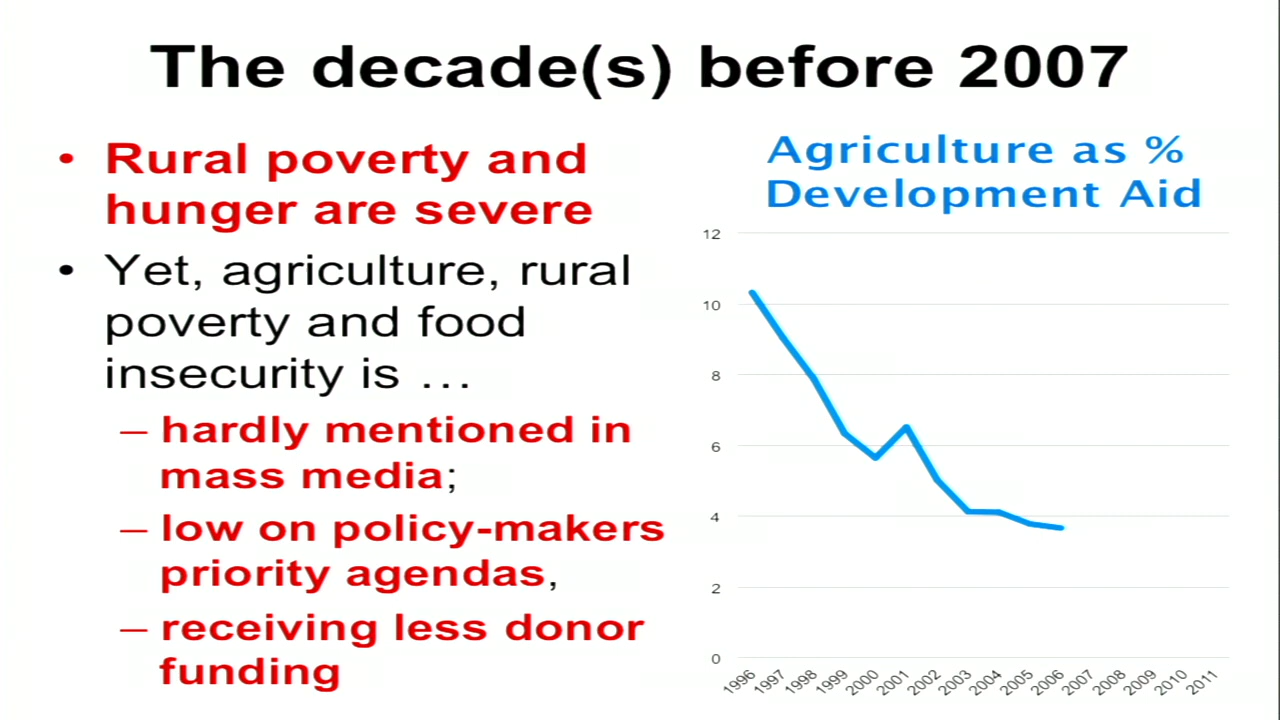 The decade(s) before 2007
• Rural poverty and
hunger are severe
• Yet, agriculture, rural
poverty and food
insecurity is …
– hardly mentioned in
mass media;
– low on policy-makers
priority agendas,
– receiving less donor
funding
Agriculture as %
Development Aid
12
10
8
6
4
2
0
1996 1997 1998 1999 2000 2001 2002 2003 2004 2005 2006 2007 2008 2009 2010 2011